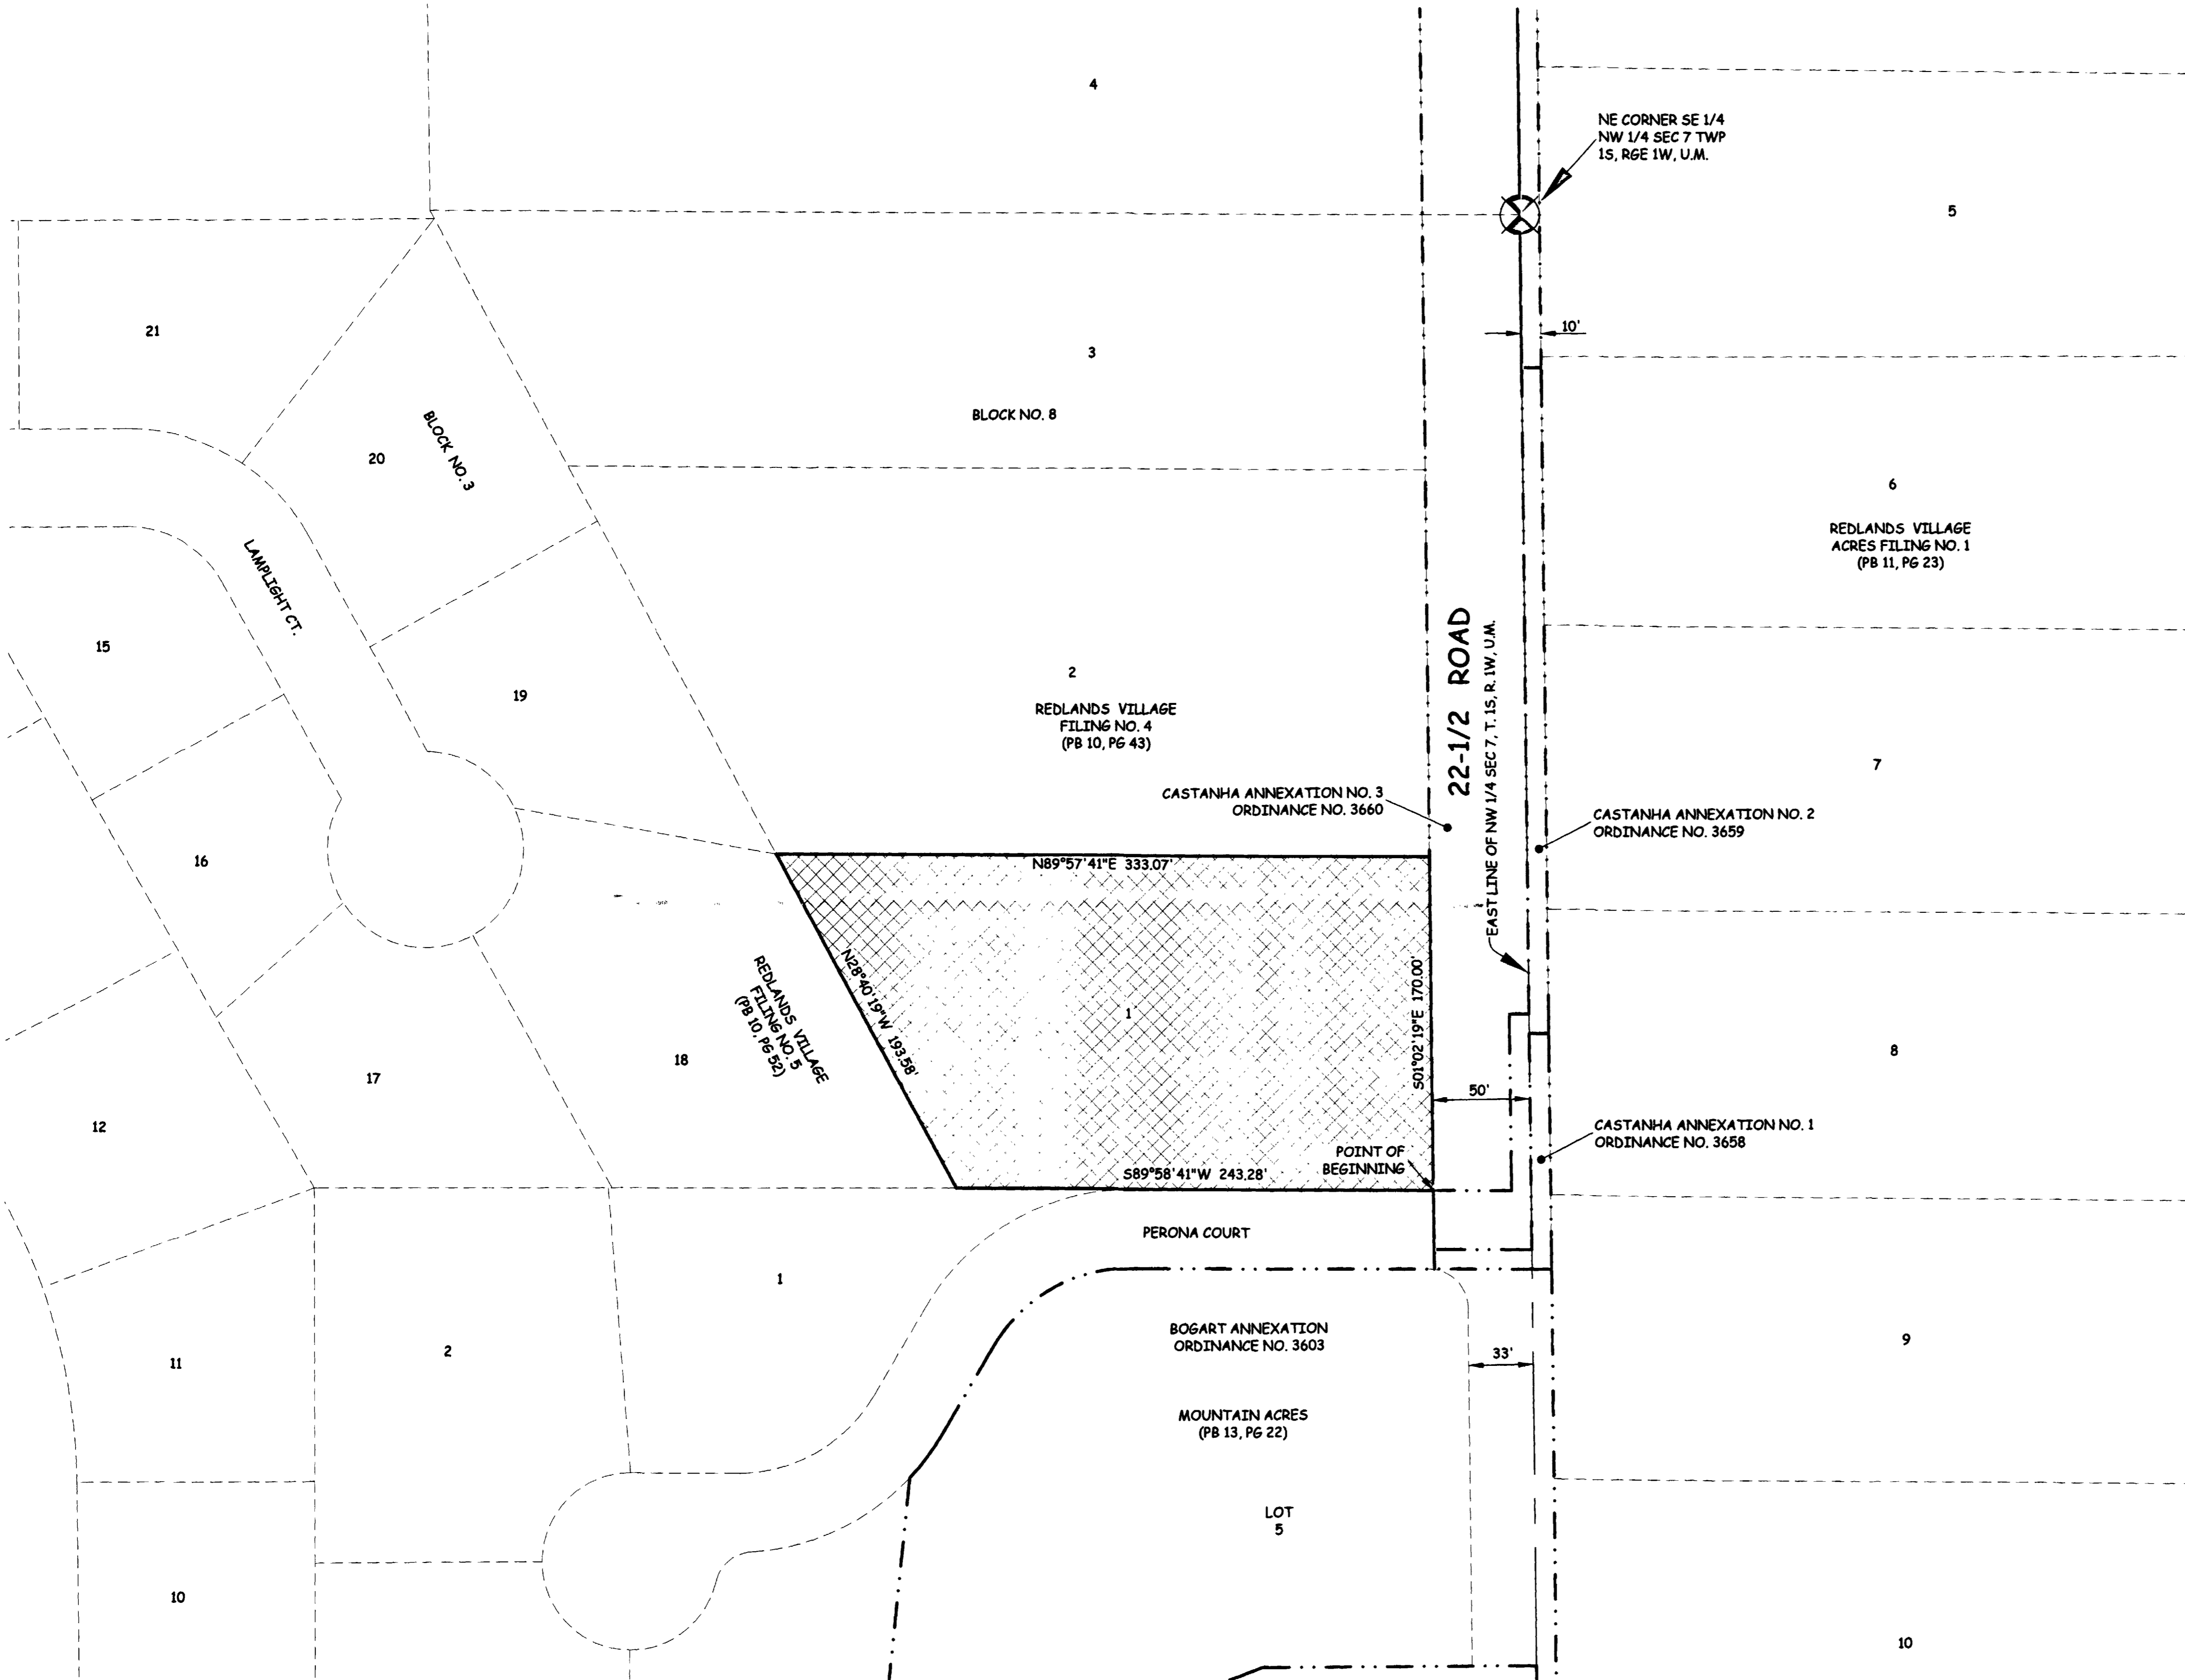 4
NE CORNER SE 1/4
NW 1/4 SEC 7 TWP
1S, RGE 1W, U.M.
5
21
10'
3
BLOCK NO. 8
BLOCK NO. 3
20
6
REDLANDS VILLAGE
ACRES FILING NO. 1
(PB 11, PG 23)
LAMPLIGHT CT.
15
19
2
REDLANDS VILLAGE
FILING NO. 4
(PB 10, PG 43)
22-1/2 ROAD
EAST LINE OF NW 1/4 SEC 7, T. 1S, R. 1W, U.M.
7
CASTANHA ANNEXATION NO. 3
ORDINANCE NO. 3660
CASTANHA ANNEXATION NO. 2
ORDINANCE NO. 3659
16
N89°57'41"E 333.07'
REDLANDS VILLAGE
FILING NO. 5
(PB 10, PG 52)
N28°40'19"W 193.58'
1
S01°02'19"E 170.00'
18
17
8
50'
12
CASTANHA ANNEXATION NO. 1
ORDINANCE NO. 3658
POINT OF
BEGINNING
S89°58'41"W 243.28'
PERONA COURT
1
BOGART ANNEXATION
ORDINANCE NO. 3603
9
11
2
33'
MOUNTAIN ACRES
(PB 13, PG 22)
LOT
5
10
10